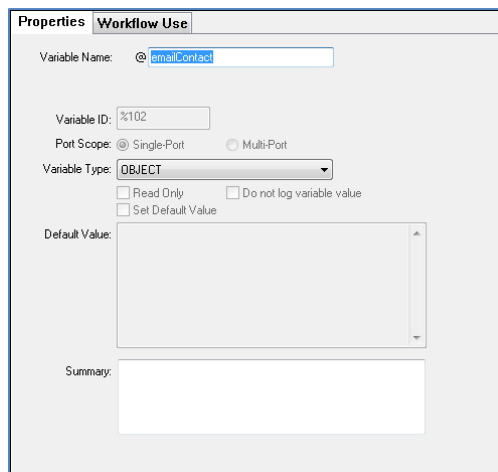 Properties Workflow Use
Variable Name: @ emailContact
Variable ID: %102
Port Scope: Single-Port Multi-Port
Variable Type: OBJECT
Read Only Do not log variable value
Set Default Value
Default Value:
Summary: